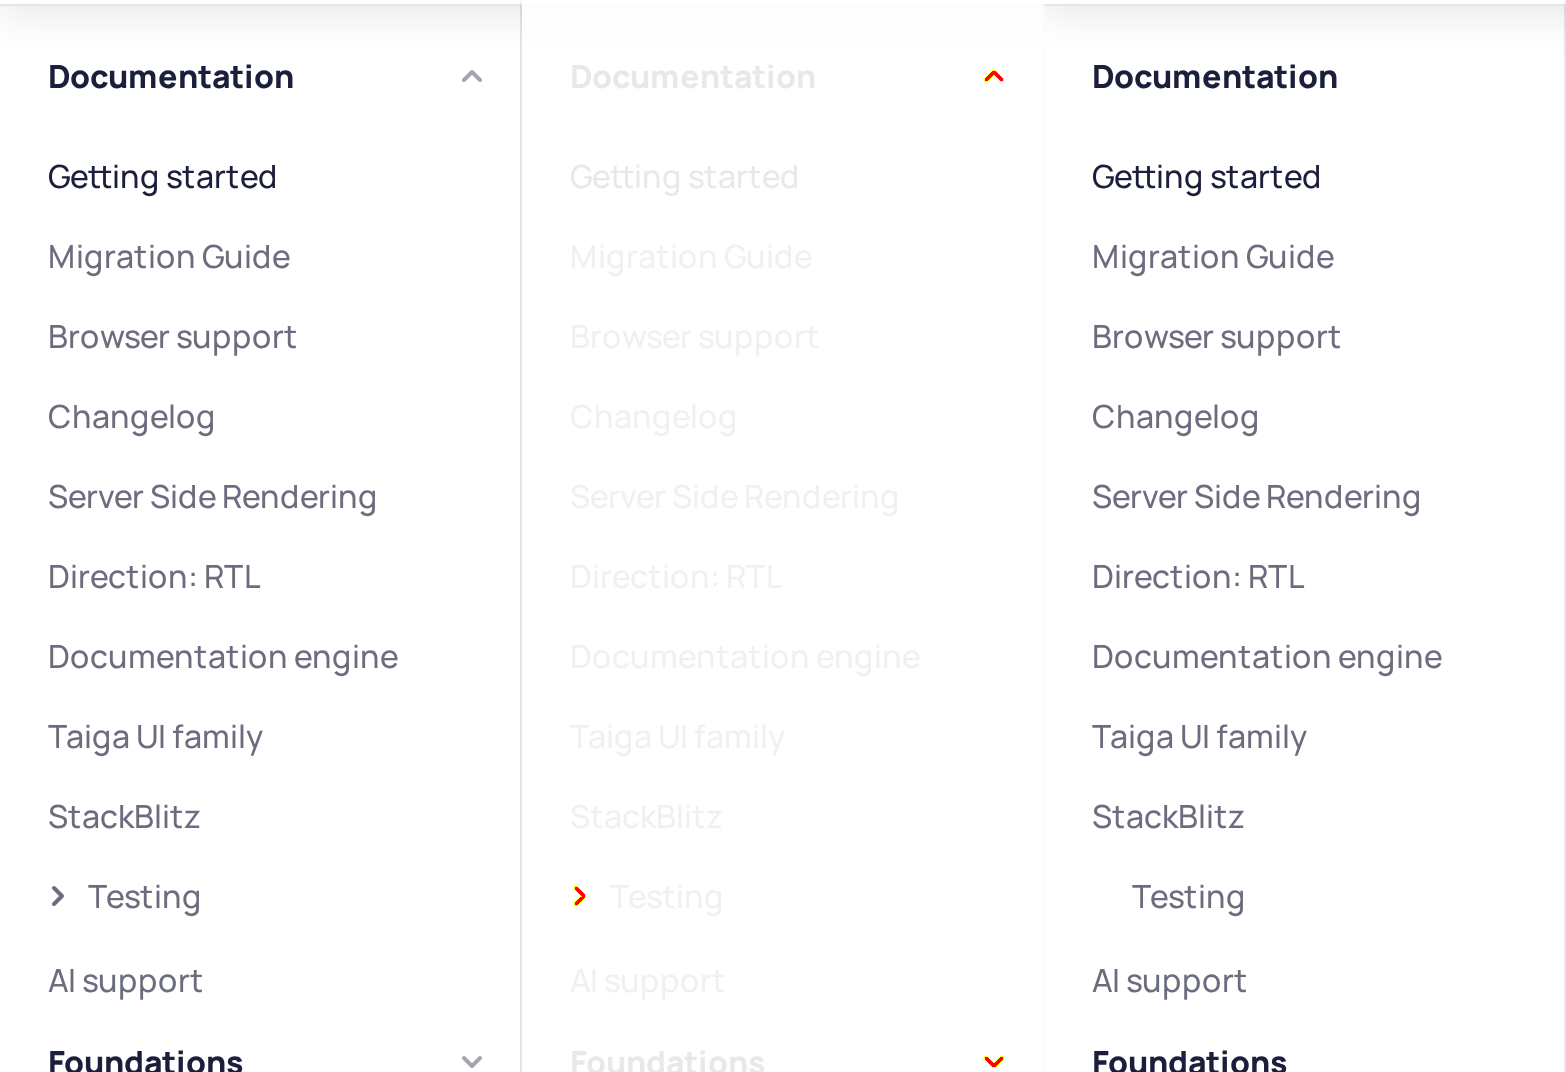 Documentation
Getting started
Migration Guide
Browser support
Changelog
Server Side Rendering
Direction: RTL
Documentation engine
Taiga UI family
StackBlitz
Testing
AI support
Foundations
Documentation
Getting started
Migration Guide
Browser support
Changelog
Server Side Rendering
Direction: RTL
Documentation engine
Taiga UI family
StackBlitz
Testing
AI support
Foundations
Documentation
Getting started
Migration Guide
Browser support
Changelog
Server Side Rendering
Direction: RTL
Documentation engine
Taiga UI family
StackBlitz
Testing
AI support
Foundations